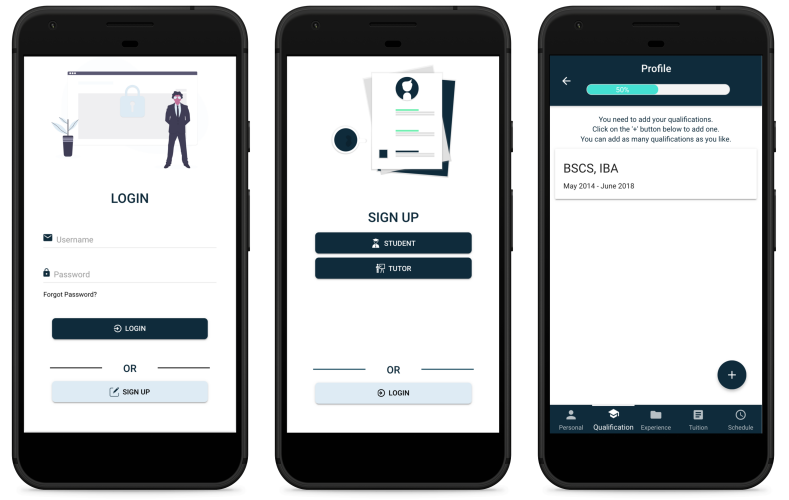 LOGIN
Username
Password
Forgot Password?
LOGIN
OR
SIGN UP
SIGN UP
STUDENT
TUTOR
OR
LOGIN
Profile
50%
You need to add your qualifications.
Click on the '+' button below to add one.
You can add as many qualifications as you like.
BSCS, IBA
May 2014 - June 2018
+
Personal Qualification Experience Tuition Schedule